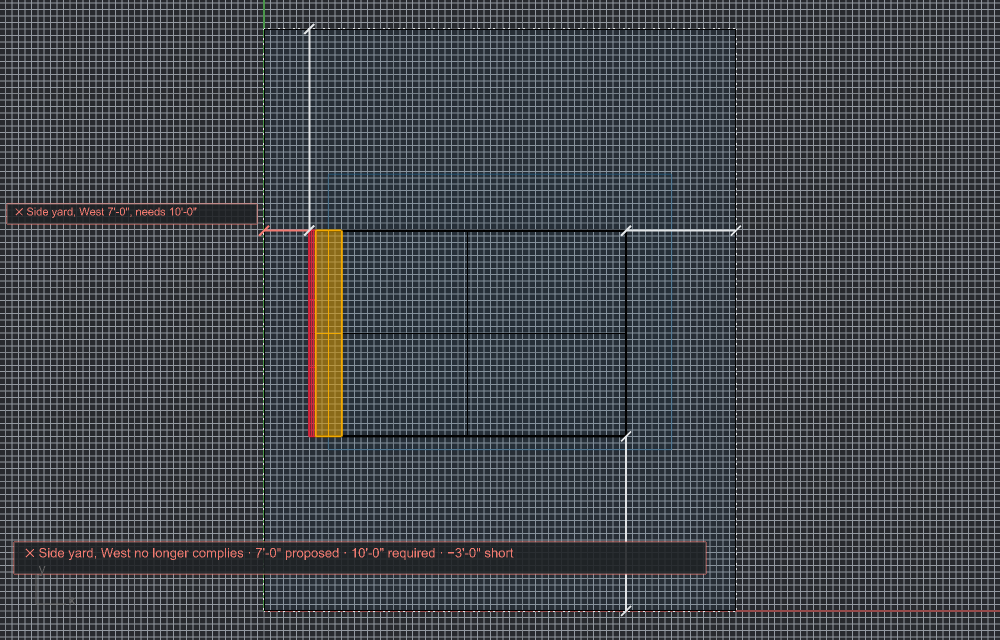 × Side yard, West 7'-0", needs 10'-0"
× Side yard, West no longer complies · 7'-0" proposed · 10'-0" required · −3'-0" short
y
x